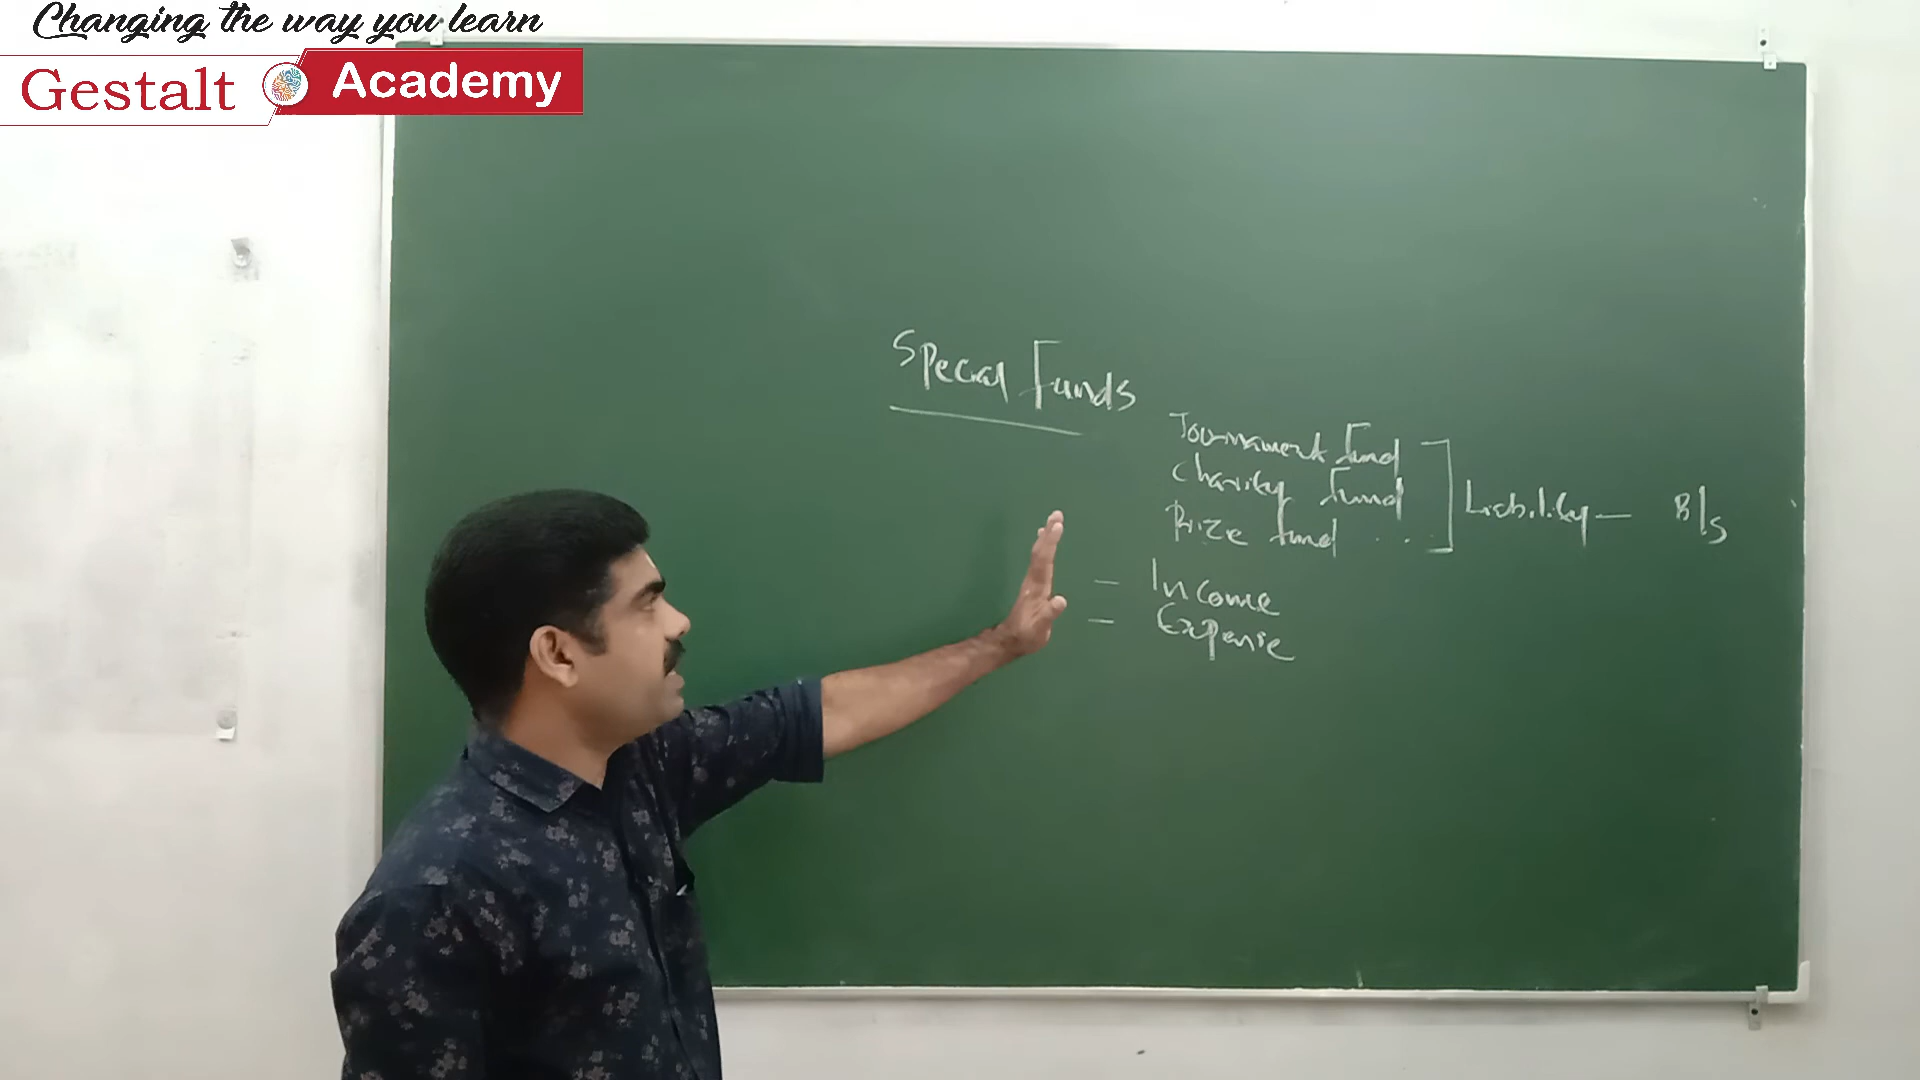 Changing the way you learn
Gestalt Academy
Special Funds
Tournament Fund
Charity Fund
Prize fund ...
Liability — B/S
- Income
- Expense